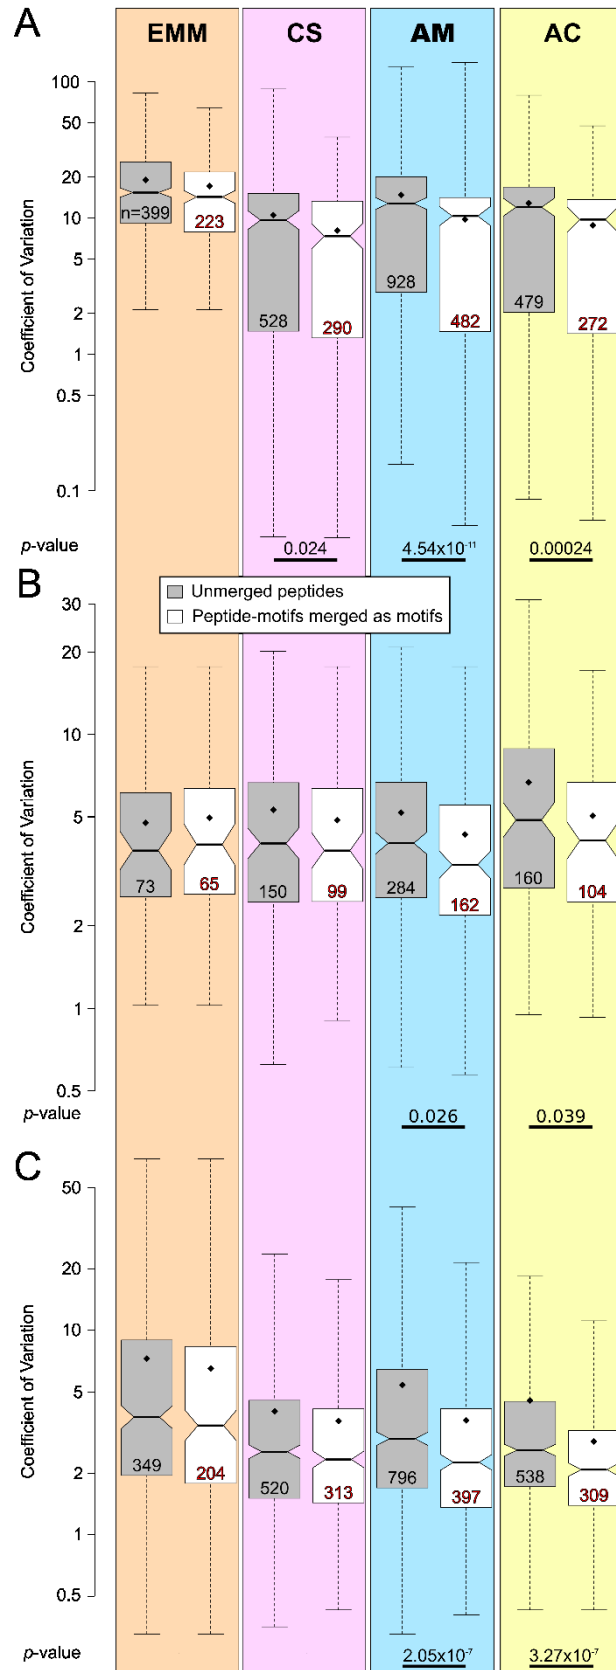 A
EMM CS AM AC
100
50
20
10
5
2
1
0.5
0.1
Coefficient of Variation
n=399 223 528 290 928 482 479 272
p-value 0.024 4.54x10⁻¹¹ 0.00024
B
Unmerged peptides
Peptide-motifs merged as motifs
30
20
10
5
2
1
0.5
Coefficient of Variation
73 65 150 99 284 162 160 104
p-value 0.026 0.039
C
50
20
10
5
2
1
0.5
Coefficient of Variation
349 204 520 313 796 397 538 309
p-value 2.05x10⁻⁷ 3.27x10⁻⁷